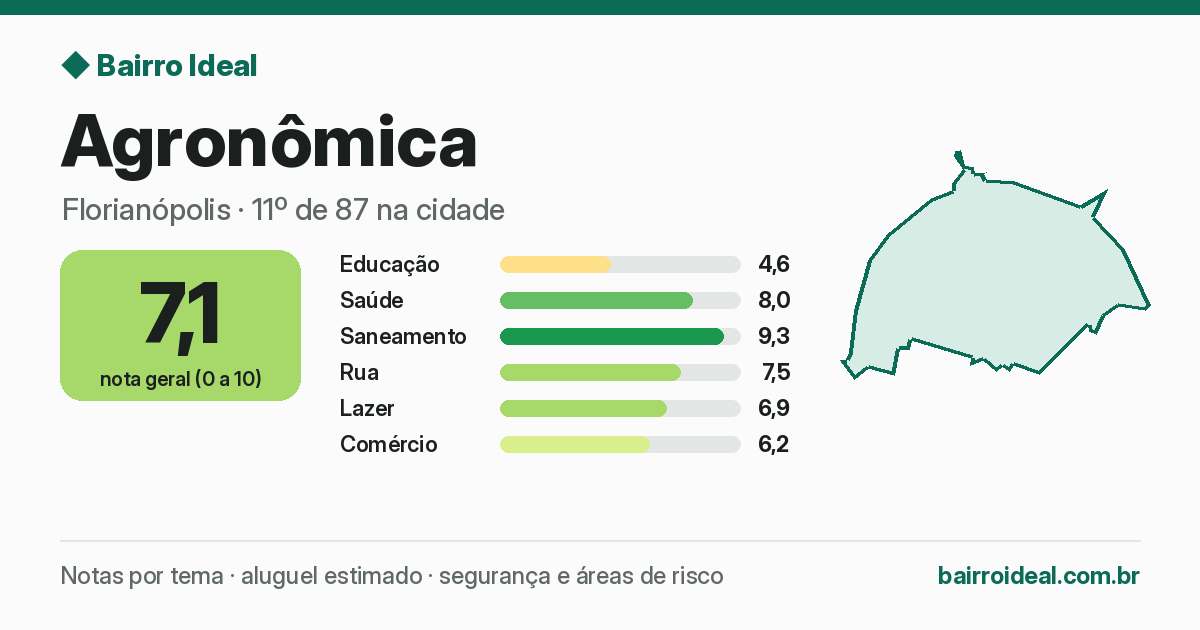 Bairro Ideal
Agronômica
Florianópolis · 11º de 87 na cidade
7,1
nota geral (0 a 10)
Educação 4,6
Saúde 8,0
Saneamento 9,3
Rua 7,5
Lazer 6,9
Comércio 6,2
Notas por tema · aluguel estimado · segurança e áreas de risco
bairroideal.com.br